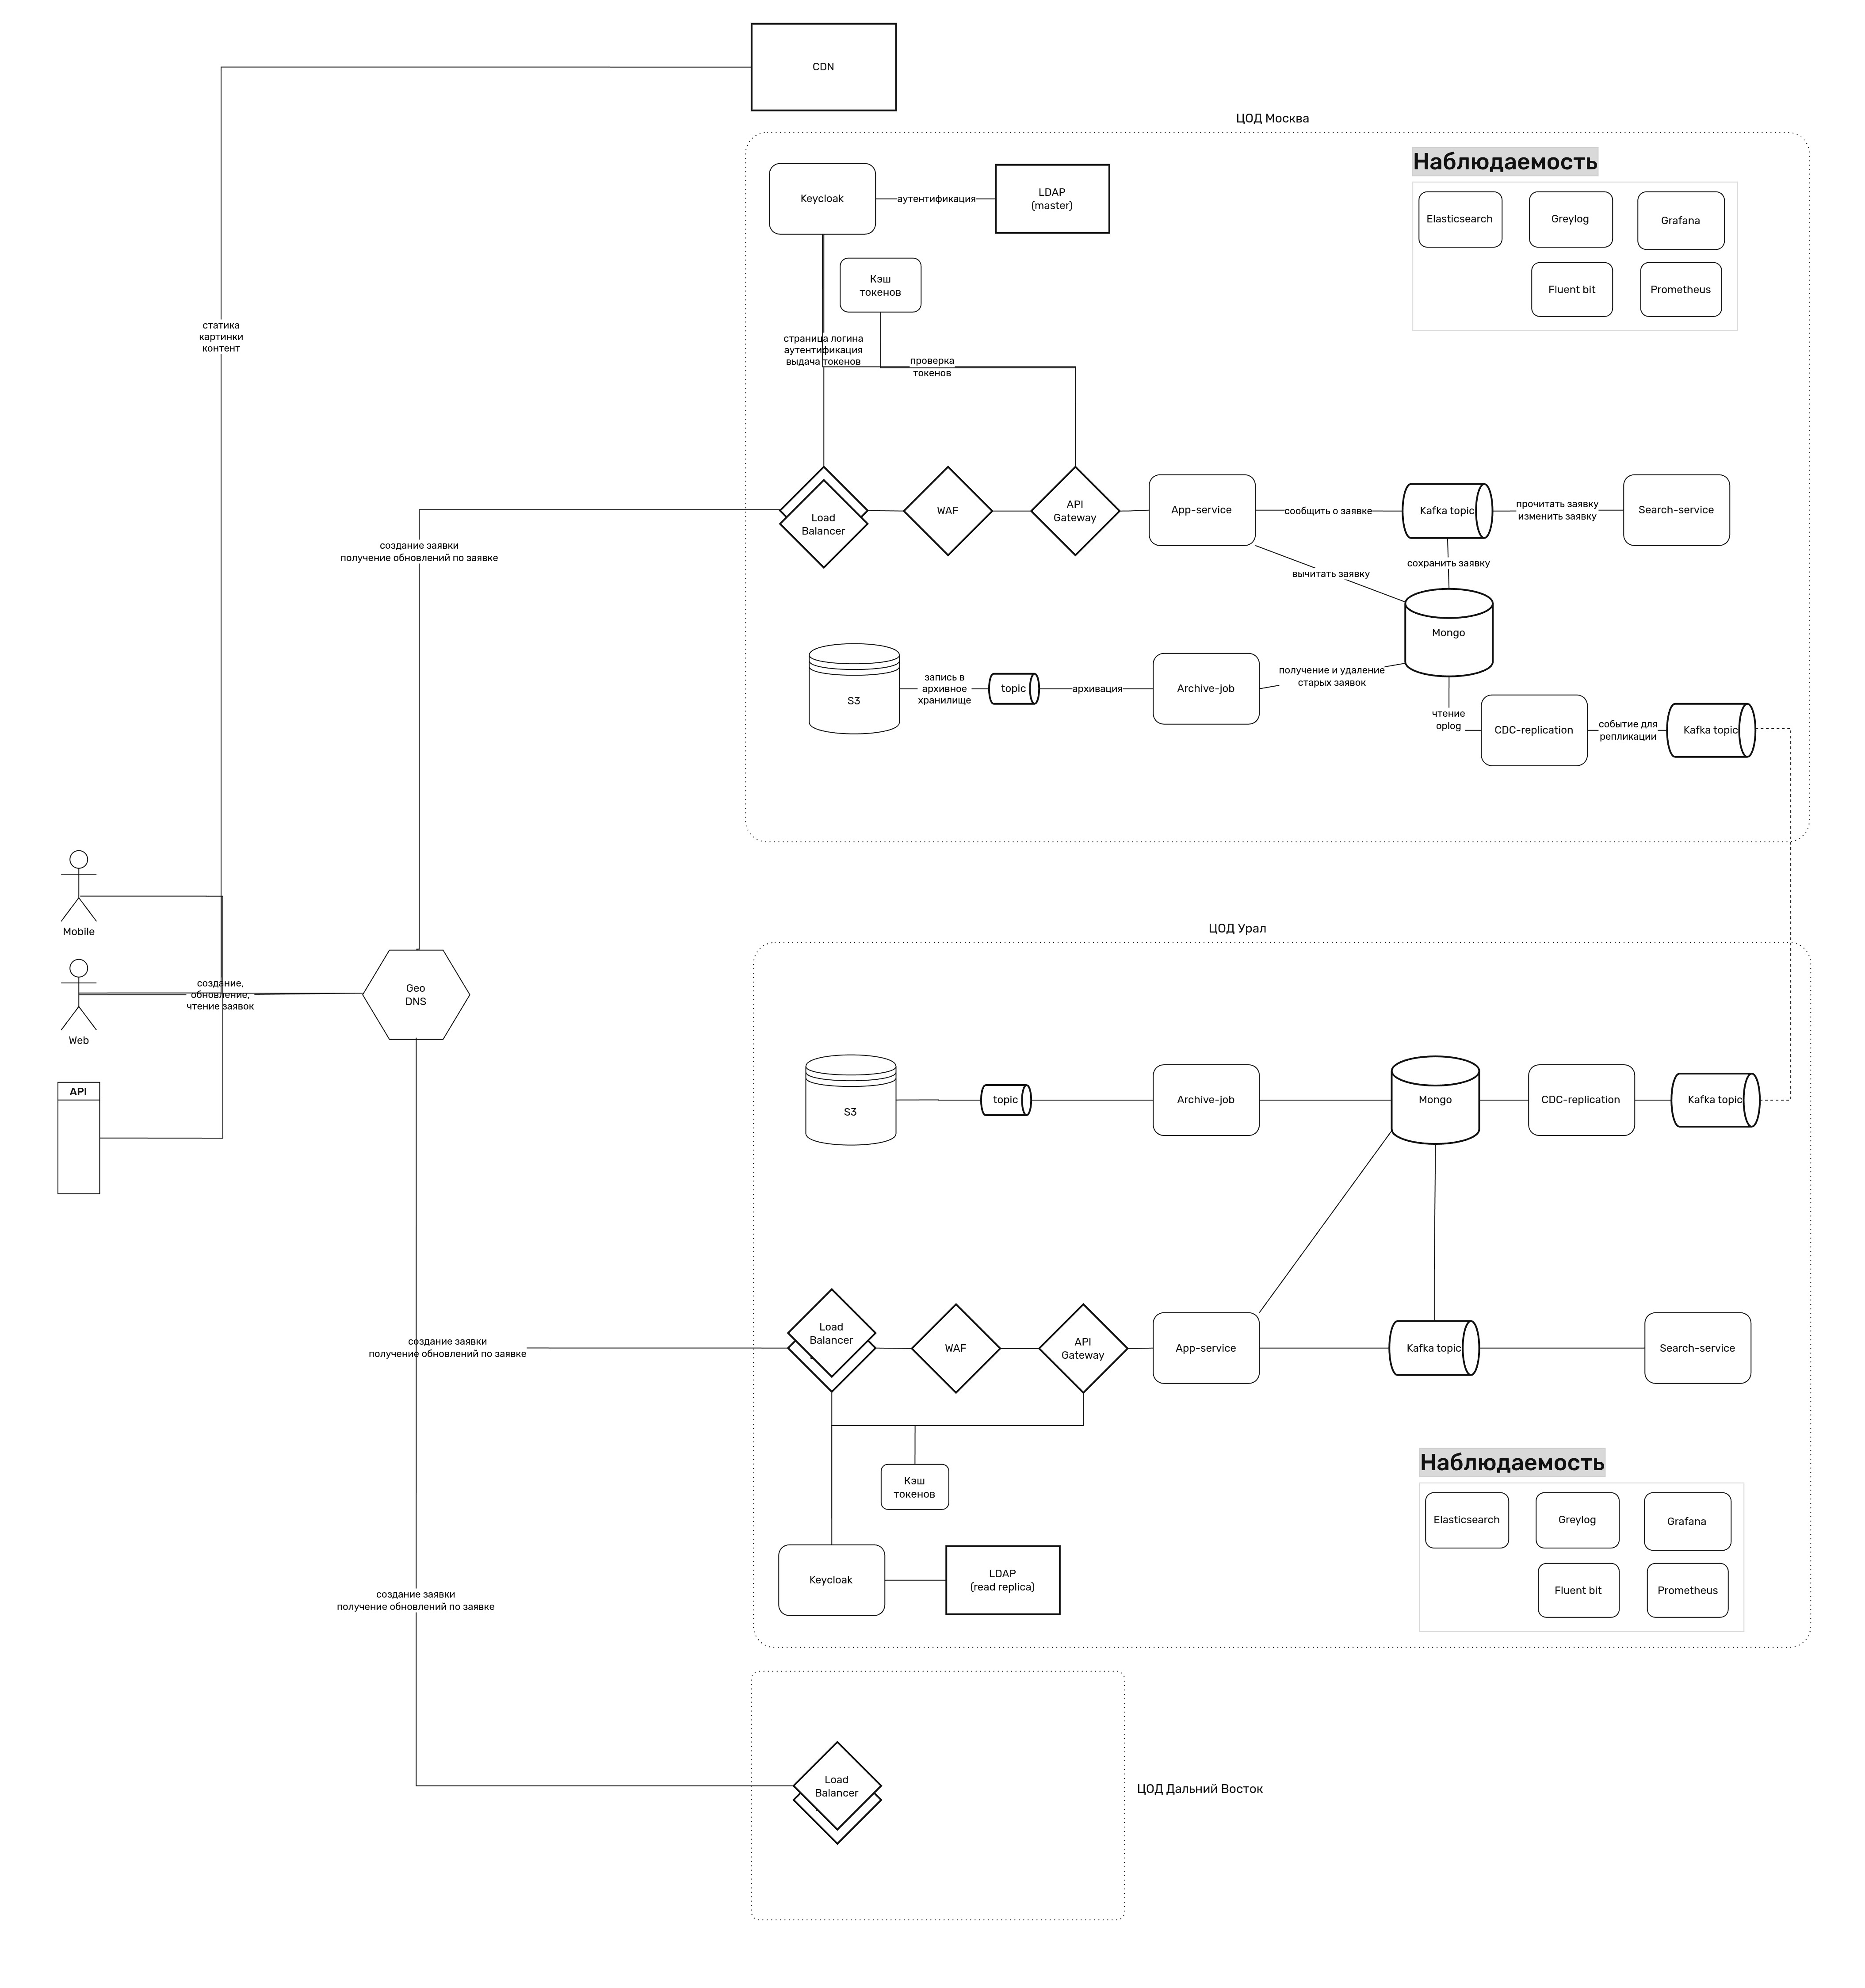 CDN
ЦОД Москва
Наблюдаемость
Keycloak
аутентификация
LDAP
(master)
Elasticsearch
Greylog
Grafana
Кэш
токенов
Fluent bit
Prometheus
статика
картинки
контент
страница логина
аутентификация
выдача токенов
проверка
токенов
создание заявки
получение обновлений по заявке
Load
Balancer
WAF
API
Gateway
App-service
сообщить о заявке
Kafka topic
прочитать заявку
изменить заявку
Search-service
вычитать заявку
сохранить заявку
Mongo
S3
запись в
архивное
хранилище
topic
архивация
Archive-job
получение и удаление
старых заявок
чтение
oplog
CDC-replication
событие для
репликации
Kafka topic
Mobile
ЦОД Урал
создание,
обновление,
чтение заявок
Geo
DNS
Web
API
S3
topic
Archive-job
Mongo
CDC-replication
Kafka topic
создание заявки
получение обновлений по заявке
Load
Balancer
WAF
API
Gateway
App-service
Kafka topic
Search-service
Кэш
токенов
Наблюдаемость
Elasticsearch
Greylog
Grafana
Keycloak
LDAP
(read replica)
Fluent bit
Prometheus
создание заявки
получение обновлений по заявке
Load
Balancer
ЦОД Дальний Восток